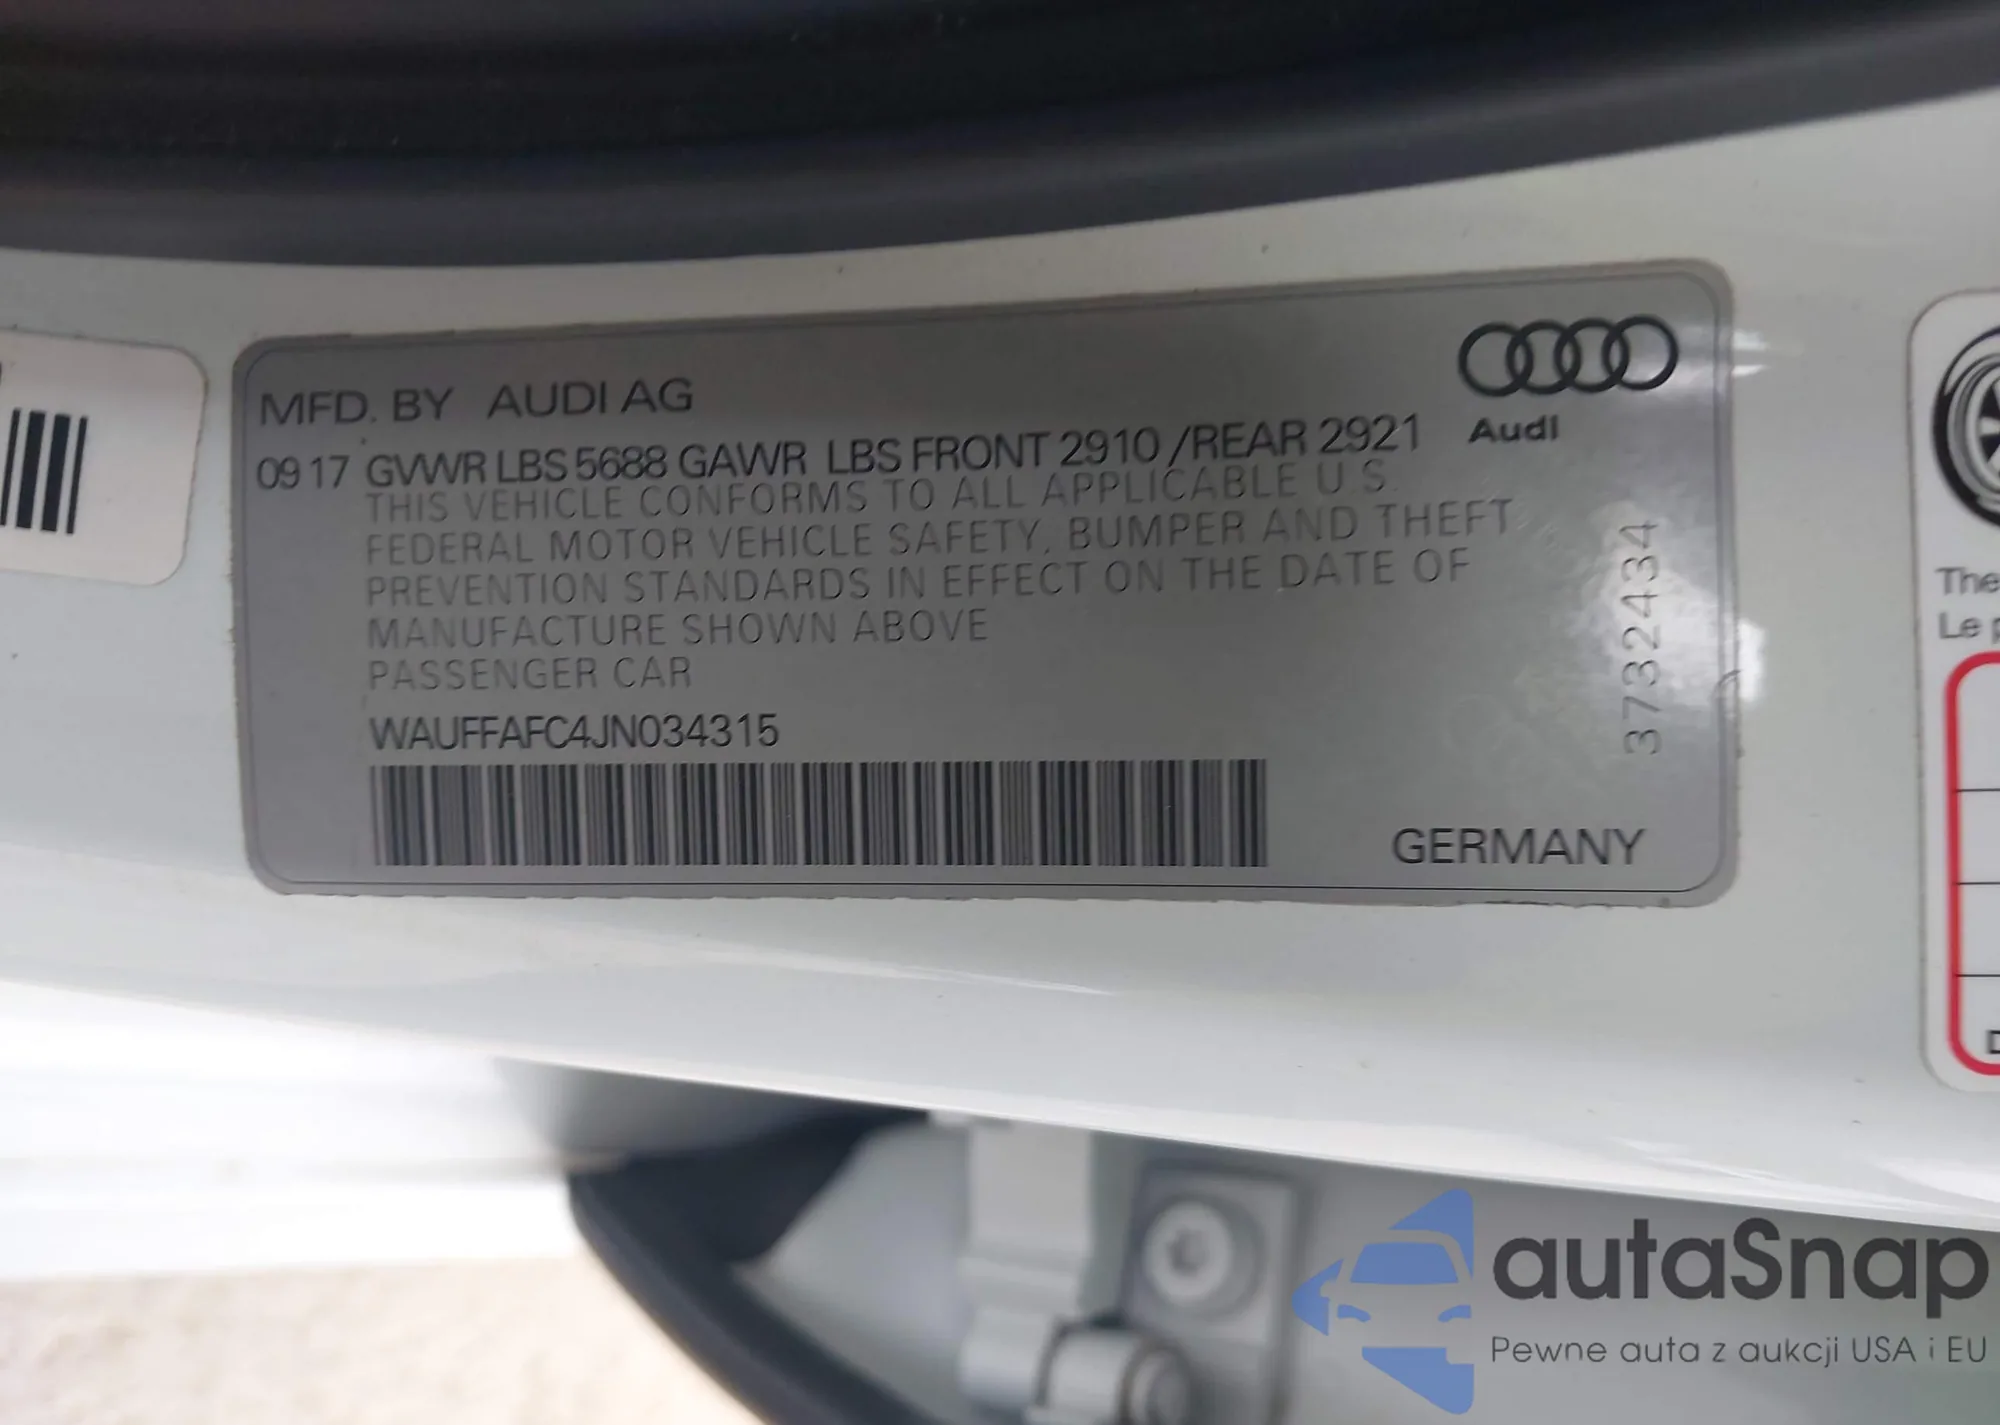 MFD. BY AUDI AG
Audi
09 17 GVWR LBS 5688 GAWR LBS FRONT 2910 /REAR 2921
THIS VEHICLE CONFORMS TO ALL APPLICABLE U.S.
FEDERAL MOTOR VEHICLE SAFETY, BUMPER AND THEFT
PREVENTION STANDARDS IN EFFECT ON THE DATE OF
MANUFACTURE SHOWN ABOVE
PASSENGER CAR
WAUFFAFC4JN034315
37324434
GERMANY
The
Le p
D
autaSnap
Pewne auta z aukcji USA i EU